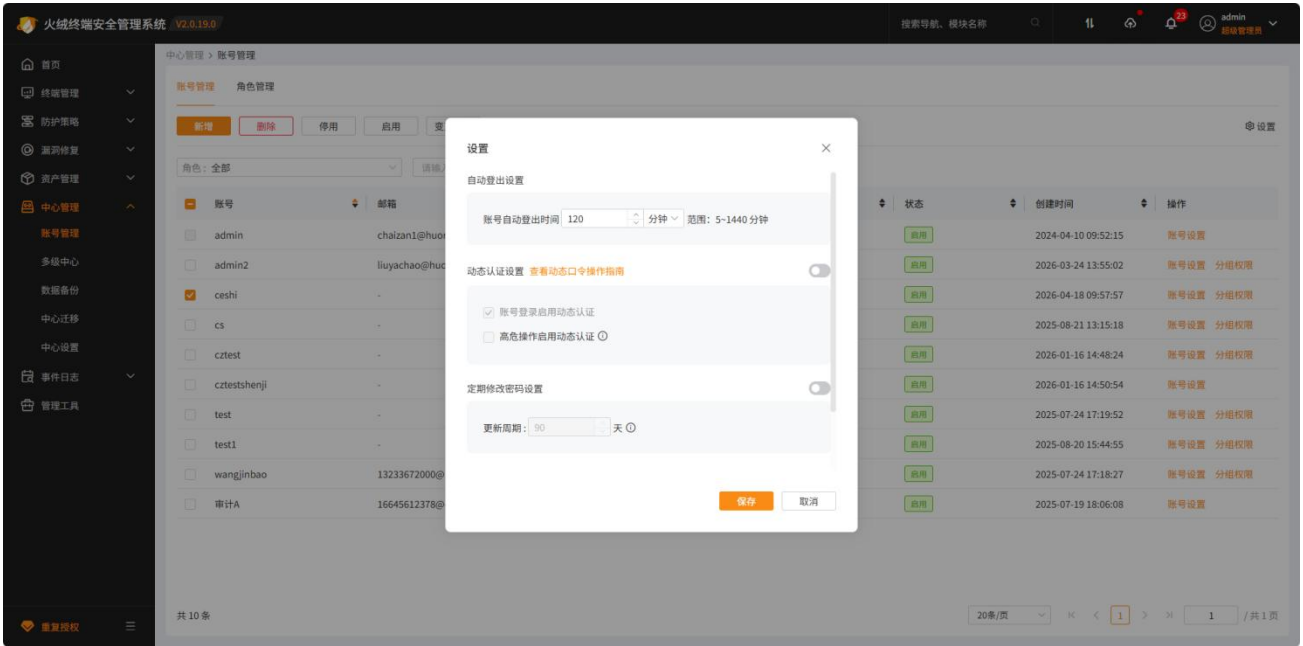 火绒终端安全管理系统 V2.0.19.0
搜索导航、模块名称
23
admin
超级管理员
首页
终端管理
防护策略
漏洞修复
资产管理
中心管理
账号管理
多级中心
数据备份
中心迁移
中心设置
事件日志
管理工具
重复授权
中心管理 > 账号管理
账号管理 角色管理
新增 删除 停用 启用 变
设置
角色：全部 请输入
账号 邮箱 状态 创建时间 操作
admin chaizan1@huor 启用 2024-04-10 09:52:15 账号设置
admin2 liuyachao@huo 启用 2026-03-24 13:55:02 账号设置 分组权限
ceshi - 启用 2026-04-18 09:57:57 账号设置 分组权限
cs - 启用 2025-08-21 13:15:18 账号设置 分组权限
cztest - 启用 2026-01-16 14:48:24 账号设置 分组权限
cztestshenji - 启用 2026-01-16 14:50:54 账号设置
test - 启用 2025-07-24 17:19:52 账号设置 分组权限
test1 - 启用 2025-08-20 15:44:55 账号设置 分组权限
wangjinbao 13233672000@ 启用 2025-07-24 17:18:27 账号设置 分组权限
审计A 16645612378@ 启用 2025-07-19 18:06:08 账号设置
设置
自动登出设置
账号自动登出时间 120 分钟 范围：5~1440 分钟
动态认证设置 查看动态口令操作指南
账号登录启用动态认证
高危操作启用动态认证
定期修改密码设置
更新周期： 90 天
保存 取消
共 10 条
20条/页 1 1 / 共 1 页